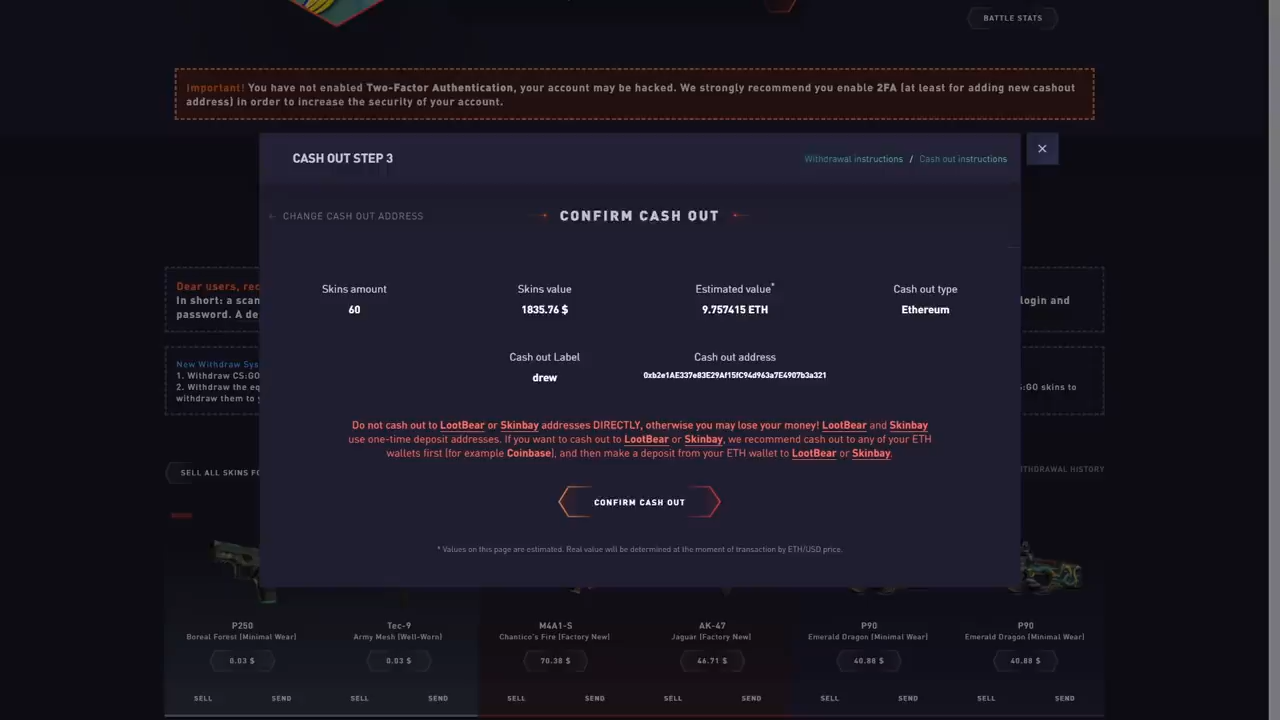 BATTLE STATS
Important! You have not enabled Two-Factor Authentication, your account may be hacked. We strongly recommend you enable 2FA (at least for adding new cashout
address) in order to increase the security of your account.
CASH OUT STEP 3
Withdrawal instructions / Cash out instructions
← CHANGE CASH OUT ADDRESS
CONFIRM CASH OUT
Skins amount
60
Skins value
1835.76 $
Estimated value*
9.757415 ETH
Cash out type
Ethereum
Cash out Label
drew
Cash out address
0xb2e1AE337e83E29Af15fC94d963a7E4907b3a321
Dear users, rec
In short: a scan
login and
password. A de
New Withdraw Sys
1. Withdraw CS:GO
2. Withdraw the eq
S:GO skins to
withdraw them to y
Do not cash out to LootBear or Skinbay addresses DIRECTLY, otherwise you may lose your money! LootBear and Skinbay
use one-time deposit addresses. If you want to cash out to LootBear or Skinbay, we recommend cash out to any of your ETH
wallets first (for example Coinbase), and then make a deposit from your ETH wallet to LootBear or Skinbay.
SELL ALL SKINS FO
ITHDRAWAL HISTORY
CONFIRM CASH OUT
* Values on this page are estimated. Real value will be determined at the moment of transaction by ETH/USD price.
P250
Boreal Forest (Minimal Wear)
0.03 $
SELL SEND
Tec-9
Army Mesh (Well-Worn)
0.03 $
SELL SEND
M4A1-S
Chantico's Fire (Factory New)
70.38 $
SELL SEND
AK-47
Jaguar (Factory New)
46.71 $
SELL SEND
P90
Emerald Dragon (Minimal Wear)
40.88 $
SELL SEND
P90
Emerald Dragon (Minimal Wear)
40.88 $
SELL SEND